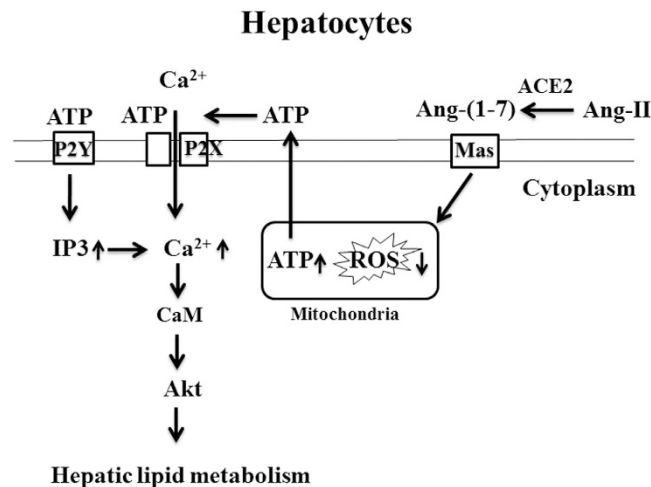 Hepatocytes
Ca²⁺
ACE2
ATP
ATP
ATP
Ang-(1-7)
Ang-II
P2Y
P2X
Mas
Cytoplasm
IP3
Ca²⁺
ATP
ROS
CaM
Mitochondria
Akt
Hepatic lipid metabolism